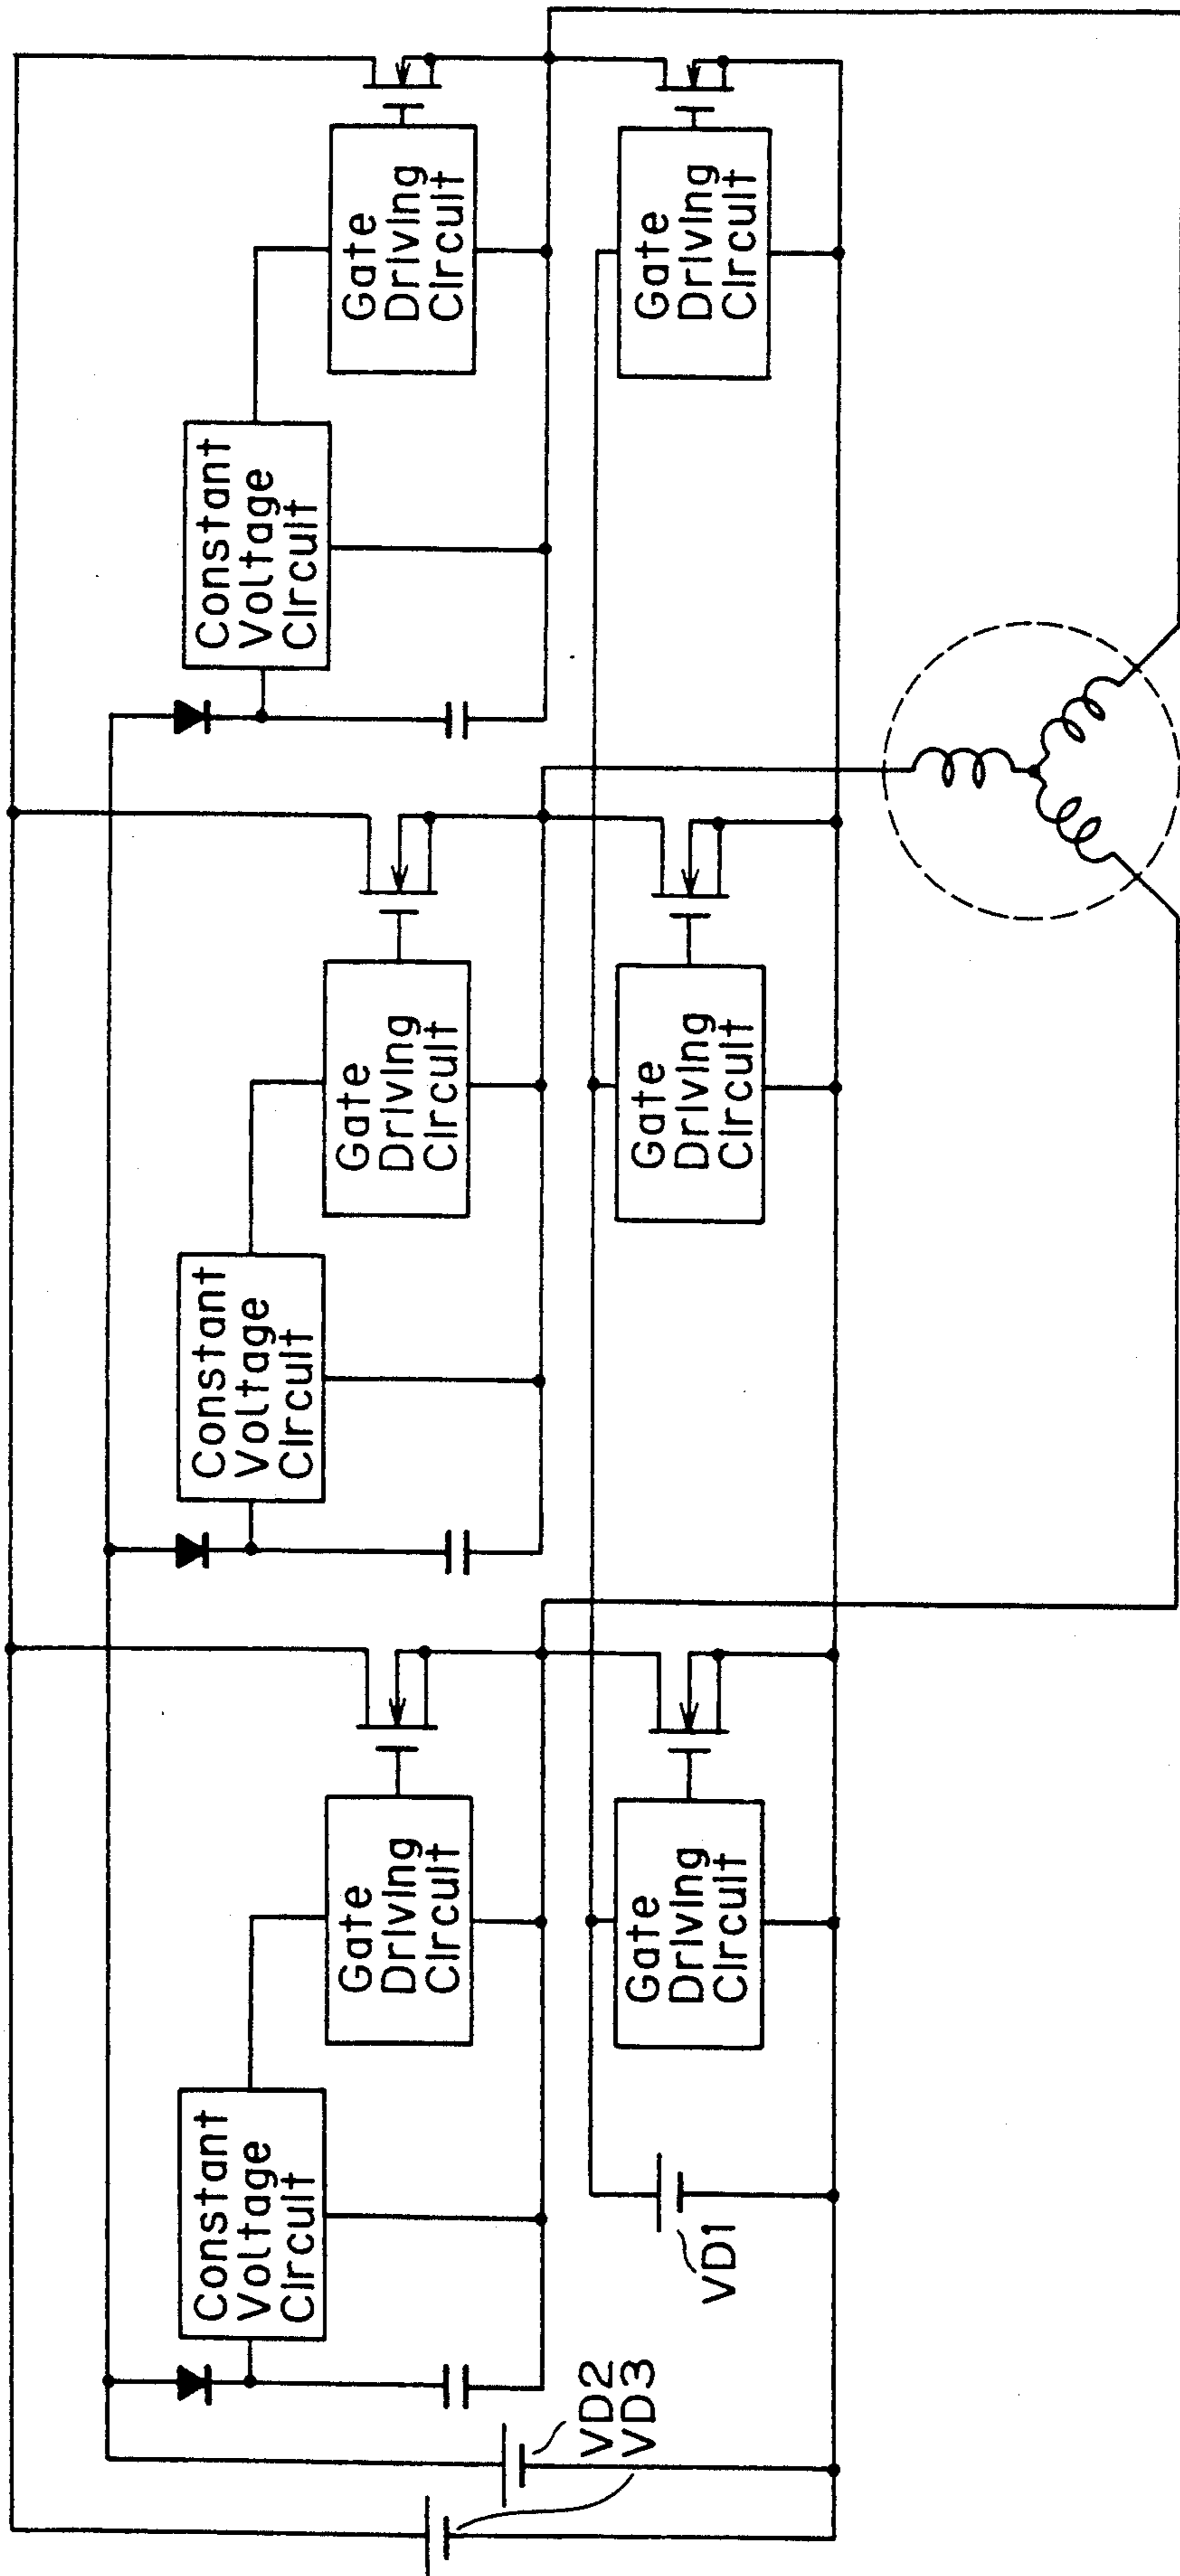 Constant
Voltage
Circuit
Gate
Driving
Circuit
Constant
Voltage
Circuit
Gate
Driving
Circuit
Constant
Voltage
Circuit
Gate
Driving
Circuit
Gate
Driving
Circuit
Gate
Driving
Circuit
Gate
Driving
Circuit
VD2
VD3
VD1